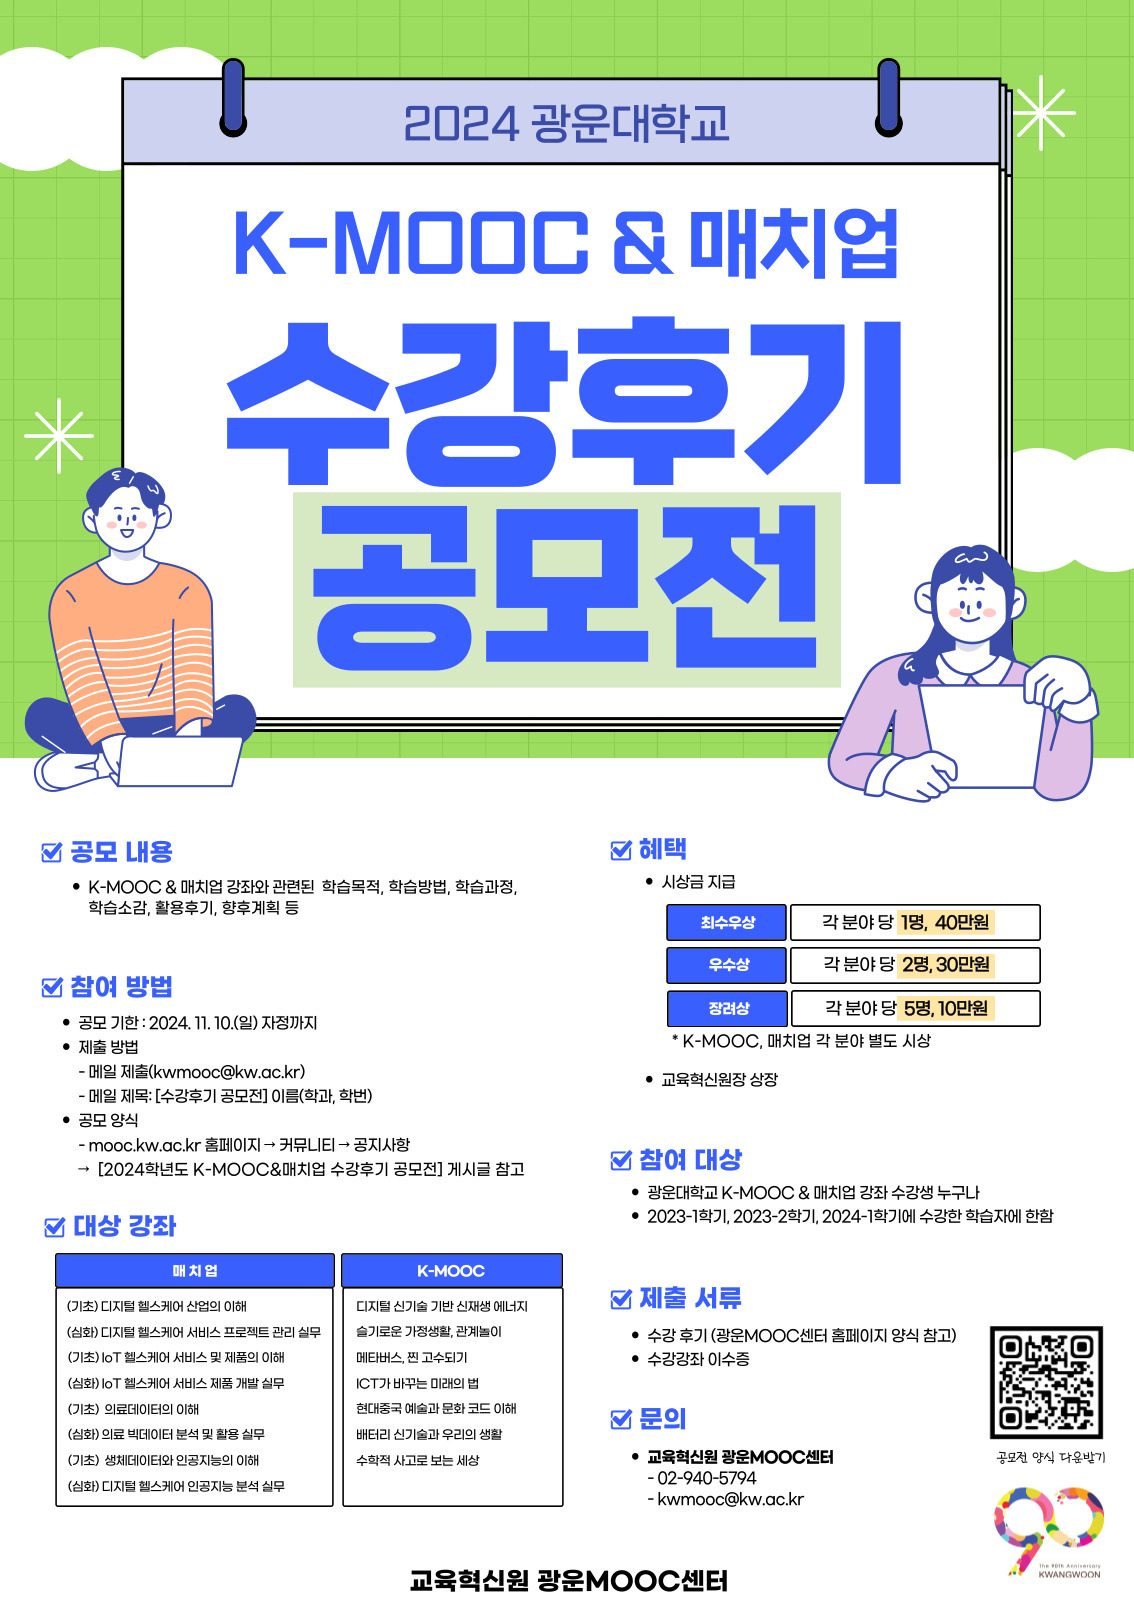 2024 광운대학교
K-MOOC & 매치업
수강후기
공모전
공모 내용
• K-MOOC & 매치업 강좌와 관련된 학습목적, 학습방법, 학습과정,
학습소감, 활용후기, 향후계획 등
참여 방법
• 공모 기한 : 2024. 11. 10.(일) 자정까지
• 제출 방법
- 메일 제출(kwmooc@kw.ac.kr)
- 메일 제목: [수강후기 공모전] 이름(학과, 학번)
• 공모 양식
- mooc.kw.ac.kr 홈페이지 → 커뮤니티 → 공지사항
→ [2024학년도 K-MOOC&매치업 수강후기 공모전] 게시글 참고
대상 강좌
매치업
(기초) 디지털 헬스케어 산업의 이해
(심화) 디지털 헬스케어 서비스 프로젝트 관리 실무
(기초) IoT 헬스케어 서비스 및 제품의 이해
(심화) IoT 헬스케어 서비스 제품 개발 실무
(기초) 의료데이터의 이해
(심화) 의료 빅데이터 분석 및 활용 실무
(기초) 생체데이터와 인공지능의 이해
(심화) 디지털 헬스케어 인공지능 분석 실무
K-MOOC
디지털 신기술 기반 신재생 에너지
슬기로운 가정생활, 관계놀이
메타버스, 찐 고수되기
ICT가 바꾸는 미래의 법
현대중국 예술과 문화 코드 이해
배터리 신기술과 우리의 생활
수학적 사고로 보는 세상
혜택
• 시상금 지급
최수우상 각 분야 당 1명, 40만원
우수상 각 분야 당 2명, 30만원
장려상 각 분야 당 5명, 10만원
* K-MOOC, 매치업 각 분야 별도 시상
• 교육혁신원장 상장
참여 대상
• 광운대학교 K-MOOC & 매치업 강좌 수강생 누구나
• 2023-1학기, 2023-2학기, 2024-1학기에 수강한 학습자에 한함
제출 서류
• 수강 후기 (광운MOOC센터 홈페이지 양식 참고)
• 수강강좌 이수증
문의
• 교육혁신원 광운MOOC센터
- 02-940-5794
- kwmooc@kw.ac.kr
공모전 양식 다운받기
90
The 90th Anniversary
KWANGWOON
교육혁신원 광운MOOC센터